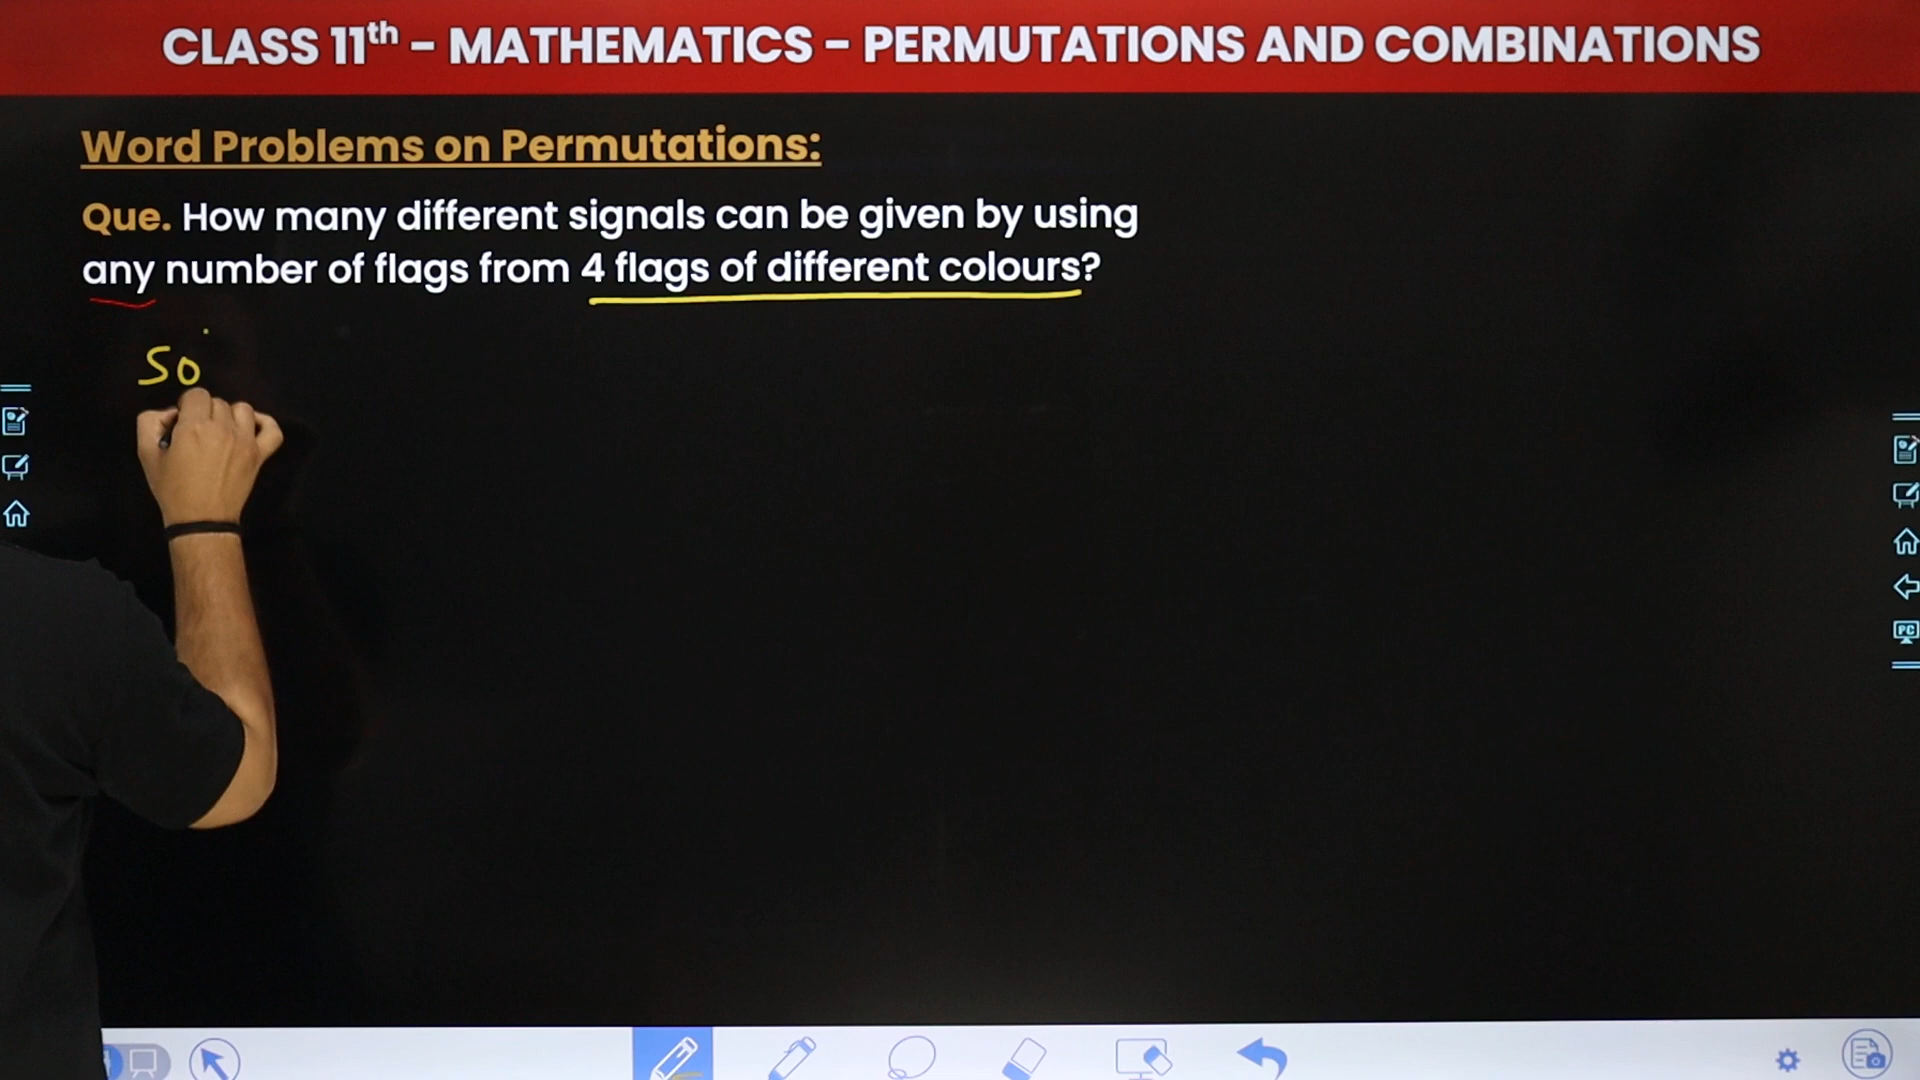 CLASS 11th - MATHEMATICS - PERMUTATIONS AND COMBINATIONS
Word Problems on Permutations:
Que. How many different signals can be given by using
any number of flags from 4 flags of different colours?
So
PC